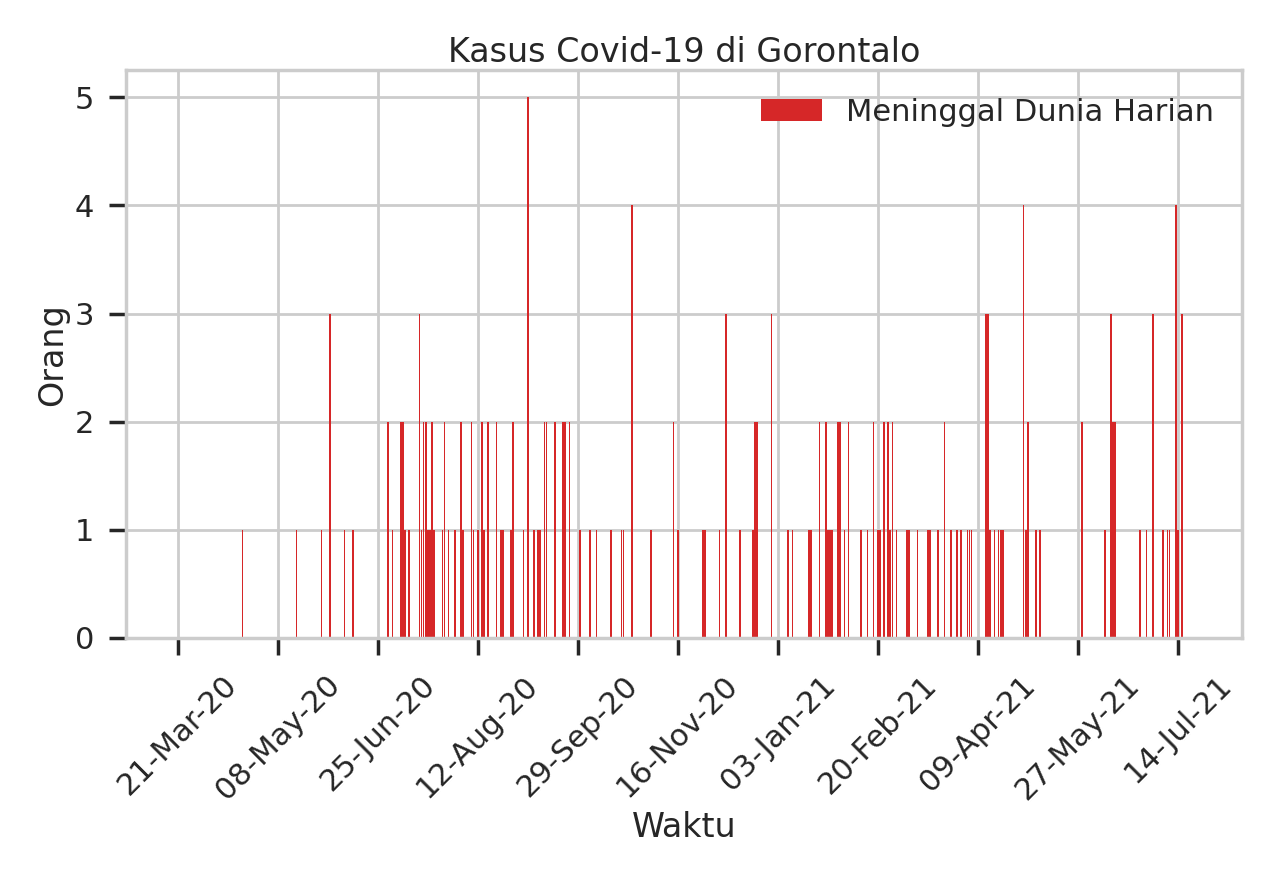 Kasus Covid-19 di Gorontalo
Meninggal Dunia Harian
Orang
5
4
3
2
1
0
21-Mar-20
08-May-20
25-Jun-20
12-Aug-20
29-Sep-20
16-Nov-20
03-Jan-21
20-Feb-21
09-Apr-21
27-May-21
14-Jul-21
Waktu